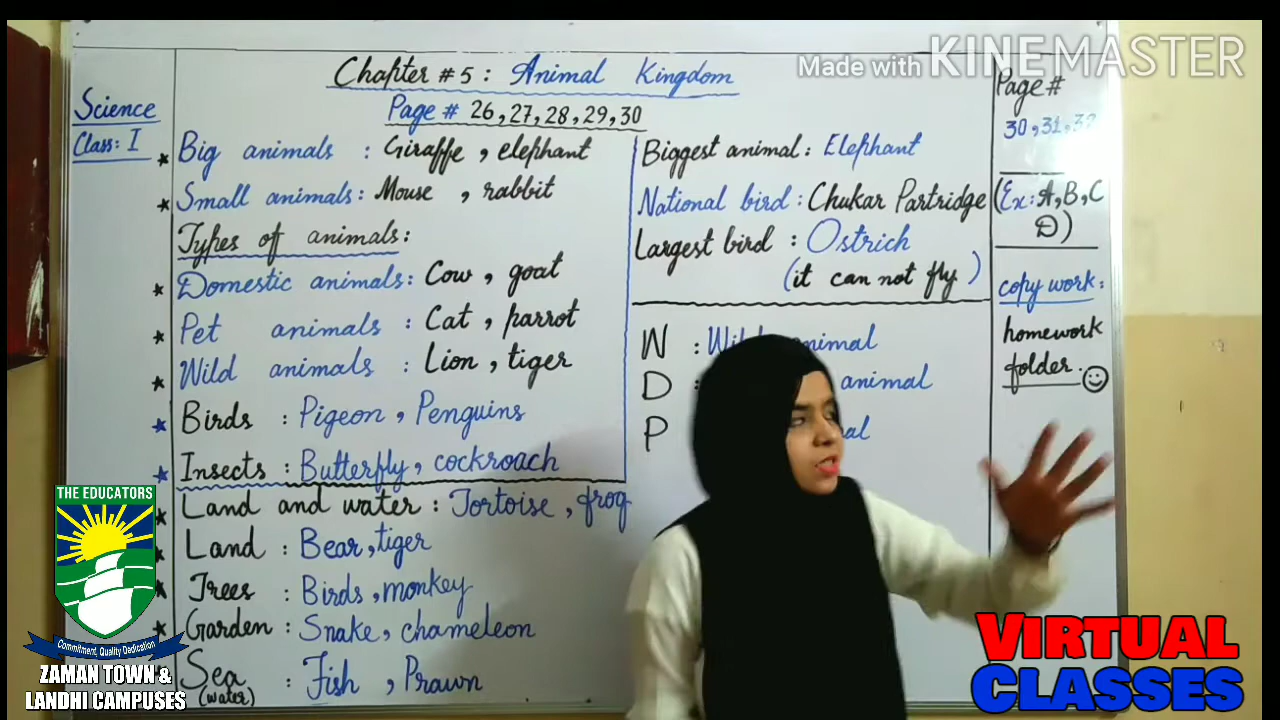 Made with KINEMASTER
Chapter # 5 : Animal Kingdom
Page # 26, 27, 28, 29, 30
Science
Class: I
Big animals : Giraffe, elephant
Small animals: Mouse, rabbit
Types of animals:
Domestic animals: Cow, goat
Pet animals : Cat, parrot
Wild animals : Lion, tiger
Birds : Pigeon, Penguins
Insects : Butterfly, cockroach
Land and water : Tortoise, frog
Land : Bear, tiger
Trees : Birds, monkey
Garden : Snake, chameleon
Sea : Fish, Prawn
(water)
Biggest animal: Elephant
National bird: Chukar Partridge
Largest bird : Ostrich
(it can not fly)
W : Wild animal
D : animal
P
Page #
30, 31, 32
(Ex: A, B, C
D)
copy work:
homework
folder.
THE EDUCATORS
Commitment, Quality, Dedication
ZAMAN TOWN &
LANDHI CAMPUSES
VIRTUAL
CLASSES